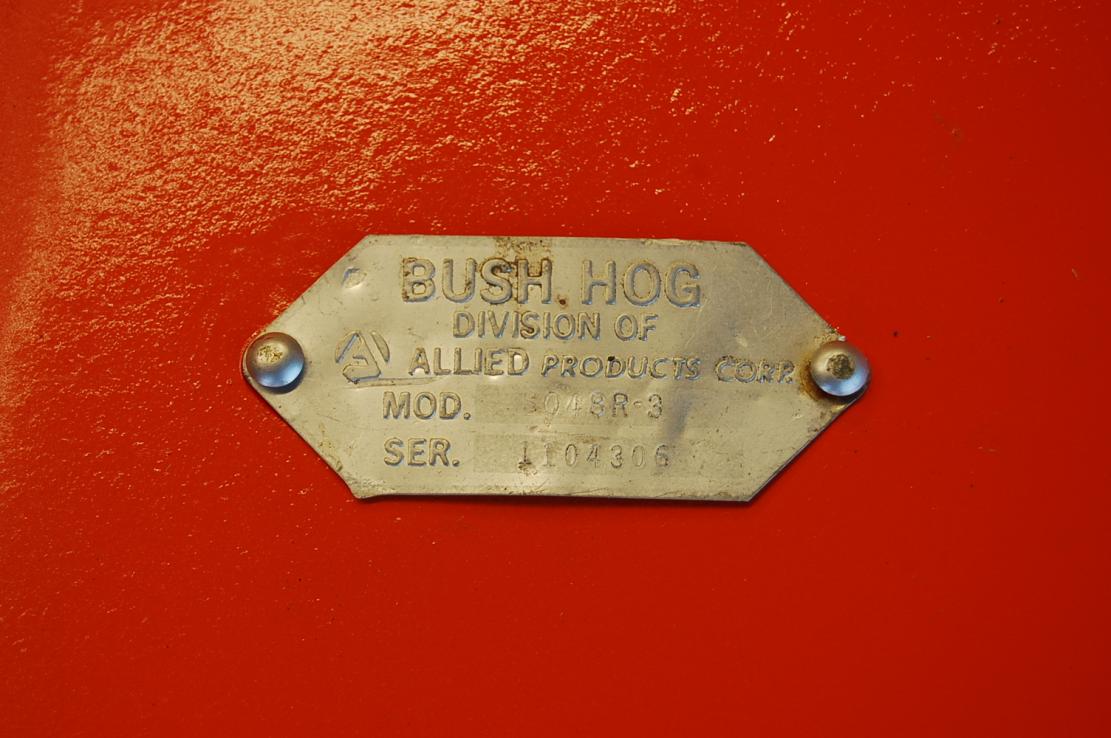 BUSH HOG
DIVISION OF
ALLIED PRODUCTS CORP.
MOD.
SER. 1104306